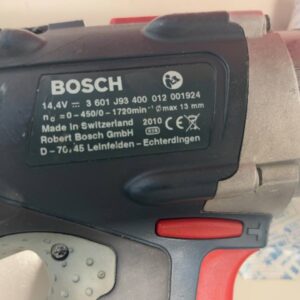 BOSCH
14,4V ⎓ 3 601 J93 400 012 001924
n₀ = 0 - 450/0 - 1720min⁻¹ Ø max 13 mm
Made in Switzerland 2010 CE
Robert Bosch GmbH
D - 70745 Leinfelden - Echterdingen